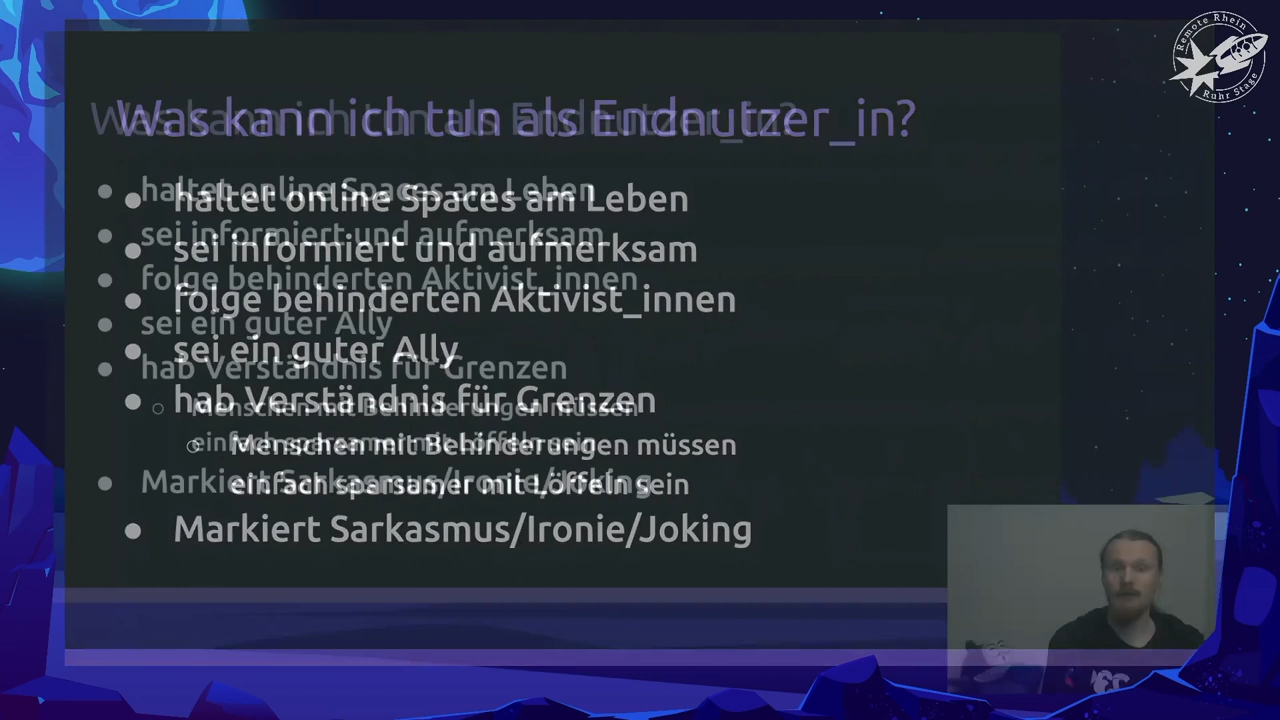 Remote Rhein
Ruhr Stage
Was kann ich tun als Endnutzer_in?
haltet online Spaces am Leben
sei informiert und aufmerksam
folge behinderten Aktivist_innen
sei ein guter Ally
hab Verständnis für Grenzen
Menschen mit Behinderungen müssen
einfach sparsamer mit Löffeln sein
Markiert Sarkasmus/Ironie/Joking